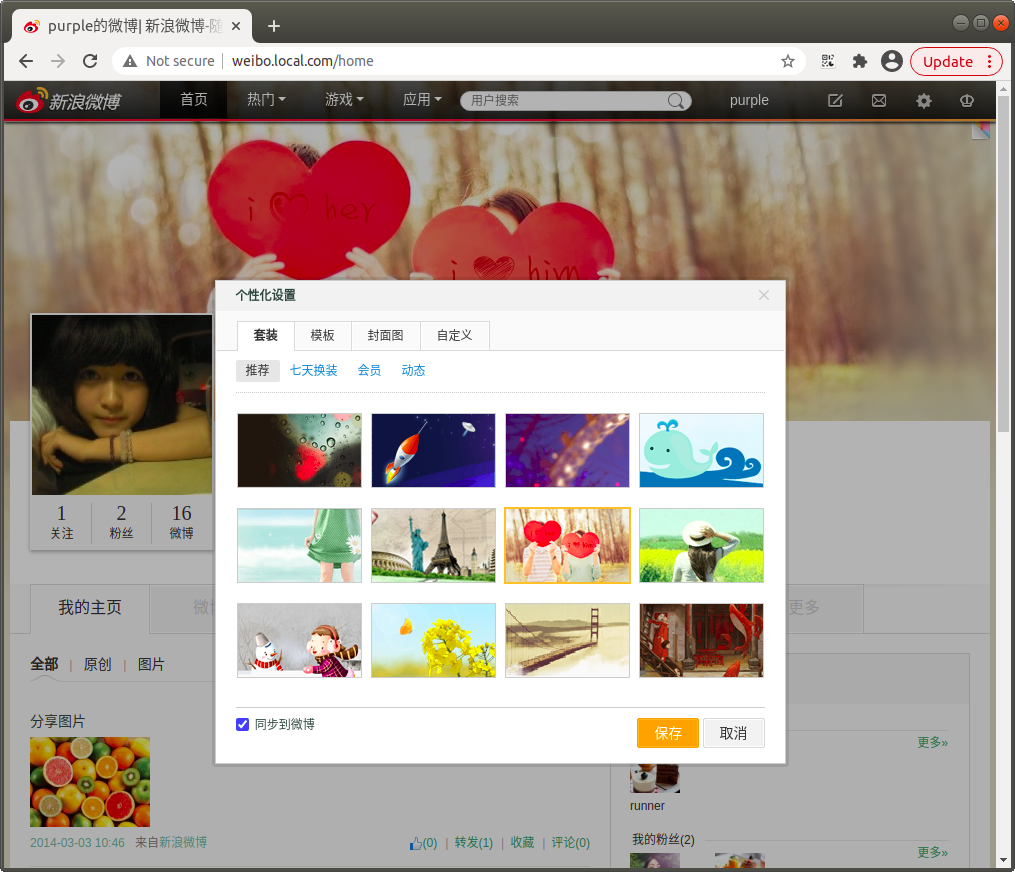 purple的微博| 新浪微博-随
Not secure
weibo.local.com/home
Update
新浪微博
首页
热门
游戏
应用
用户搜索
purple
i her
i him
个性化设置
套装
模板
封面图
自定义
推荐
七天换装
会员
动态
1
2
16
关注
粉丝
微博
我的主页
微博
更多
全部 | 原创 | 图片
同步到微博
保存
取消
分享图片
更多»
runner
2014-03-03 10:46 来自新浪微博
(0) | 转发(1) | 收藏 | 评论(0)
我的粉丝(2)
更多»